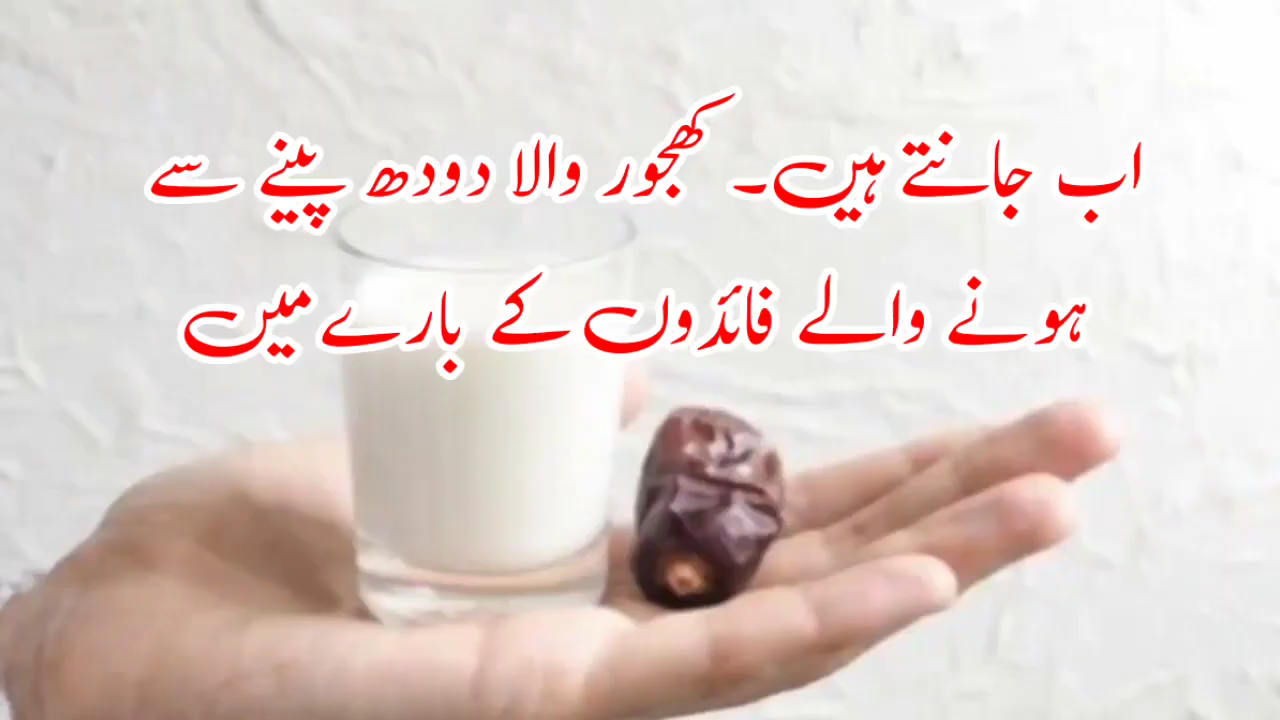 اب جانتے ہیں۔ کھجور والا دودھ پینے سے
ہونے والے فائدوں کے بارے میں